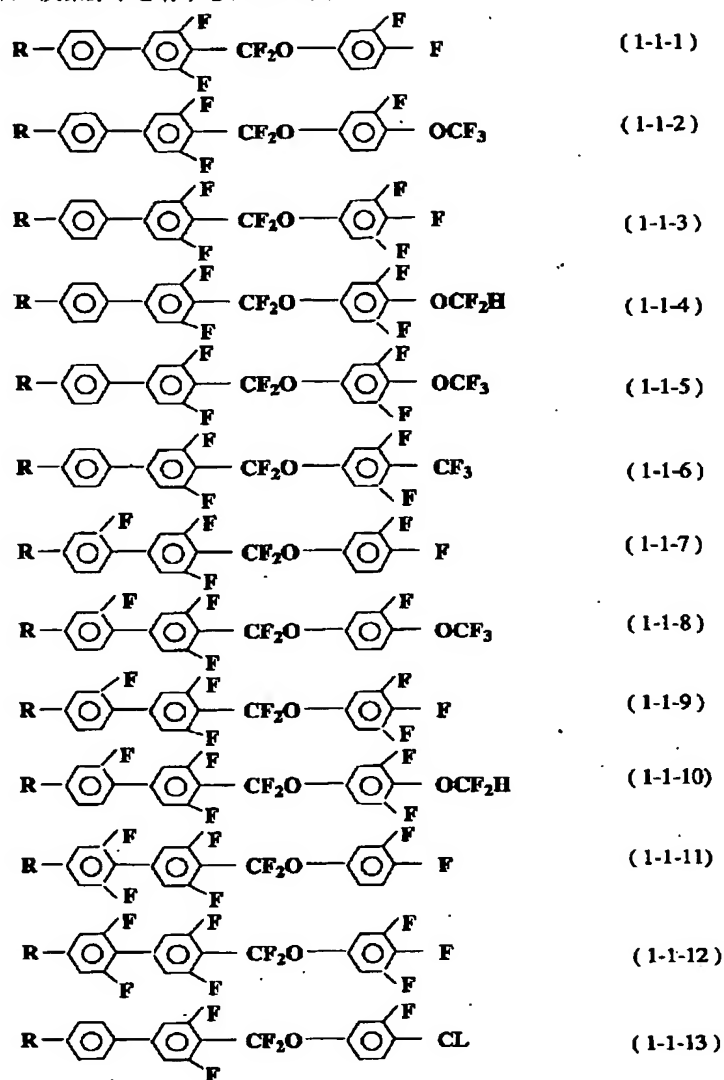 F F
R CF₂O F (1-1-1)
F
F F
R CF₂O OCF₃ (1-1-2)
F
F F
R CF₂O F (1-1-3)
F F
F F
R CF₂O OCF₂H (1-1-4)
F F
F F
R CF₂O OCF₃ (1-1-5)
F F
F F
R CF₂O CF₃ (1-1-6)
F F
F F F
R CF₂O F (1-1-7)
F
F F F
R CF₂O OCF₃ (1-1-8)
F
F F F
R CF₂O F (1-1-9)
F F
F F F
R CF₂O OCF₂H (1-1-10)
F F
F F F
R CF₂O F (1-1-11)
F F
F F F
R CF₂O F (1-1-12)
F F F
F F
R CF₂O CL (1-1-13)
F